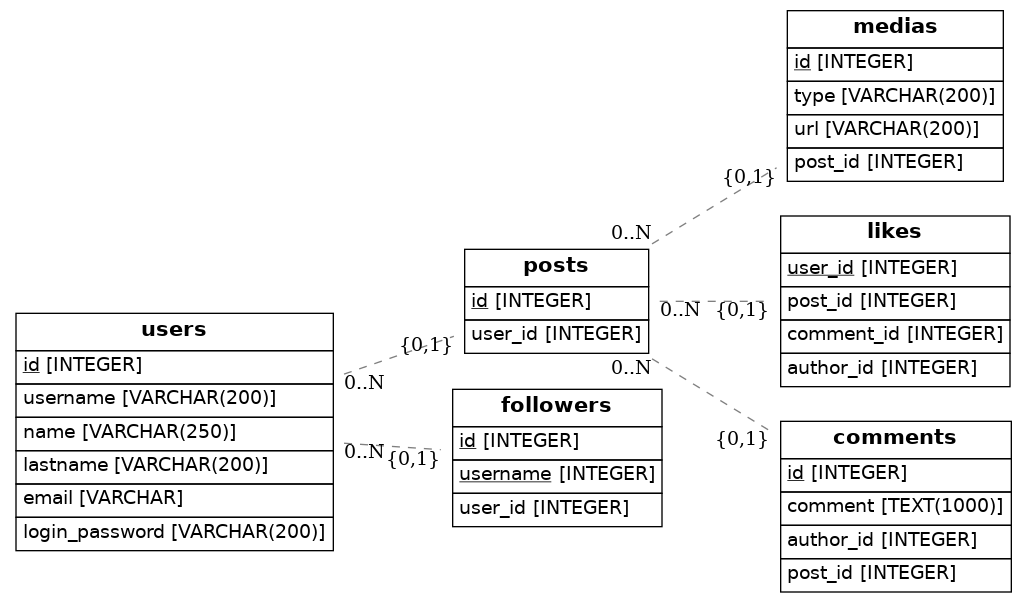 medias
id [INTEGER]
type [VARCHAR(200)]
url [VARCHAR(200)]
post_id [INTEGER]
{0,1}
0..N
likes
user_id [INTEGER]
post_id [INTEGER]
comment_id [INTEGER]
author_id [INTEGER]
posts
id [INTEGER]
user_id [INTEGER]
0..N {0,1}
users
id [INTEGER]
username [VARCHAR(200)]
name [VARCHAR(250)]
lastname [VARCHAR(200)]
email [VARCHAR]
login_password [VARCHAR(200)]
{0,1}
0..N
0..N
{0,1}
followers
id [INTEGER]
username [INTEGER]
user_id [INTEGER]
0..N
{0,1}
comments
id [INTEGER]
comment [TEXT(1000)]
author_id [INTEGER]
post_id [INTEGER]